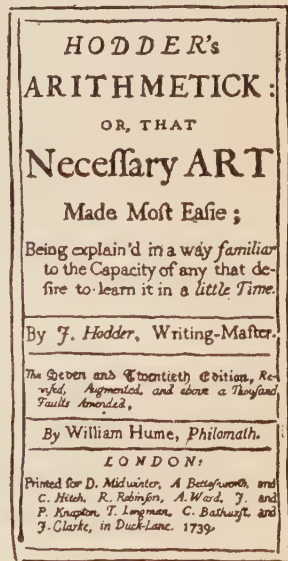 HODDER's
ARITHMETICK:
OR, THAT
Neceſſary ART
Made Moſt Eaſie;
Being explain'd in a way familiar
to the Capacity of any that de-
ſire to learn it in a little Time.
By J. Hodder, Writing-Maſter.
The Seven and Twentieth Edition, Re-
viſed, Augmented, and above a Thouſand
Faults Amended,
By William Hume, Philomath.
LONDON:
Printed for D. Midwinter, A Betteſworth, and
C. Hitch, R. Robinſon, A. Ward, J. and
P. Knapton, T. Longman, C. Bathurſt, and
J. Clarke, in Duck-Lane. 1739.